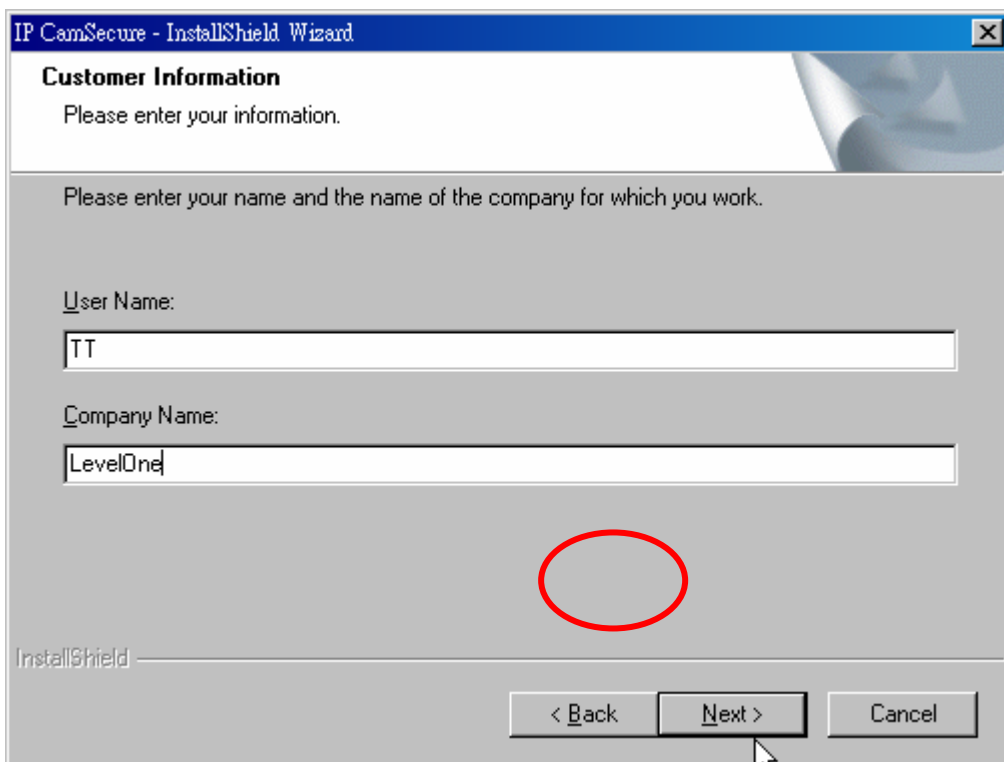 IP CamSecure - InstallShield Wizard
Customer Information
Please enter your information.
Please enter your name and the name of the company for which you work.
User Name:
TT
Company Name:
LevelOne
InstallShield
< Back Next > Cancel